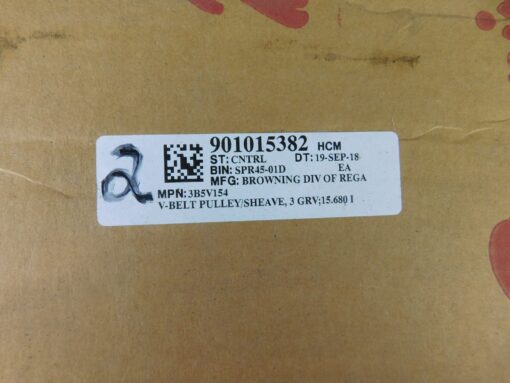 901015382 HCM
ST: CNTRL DT: 19-SEP-18
BIN: SPR45-01D EA
MFG: BROWNING DIV OF REGA
MPN: 3B5V154
V-BELT PULLEY/SHEAVE, 3 GRV;15.680 I
2